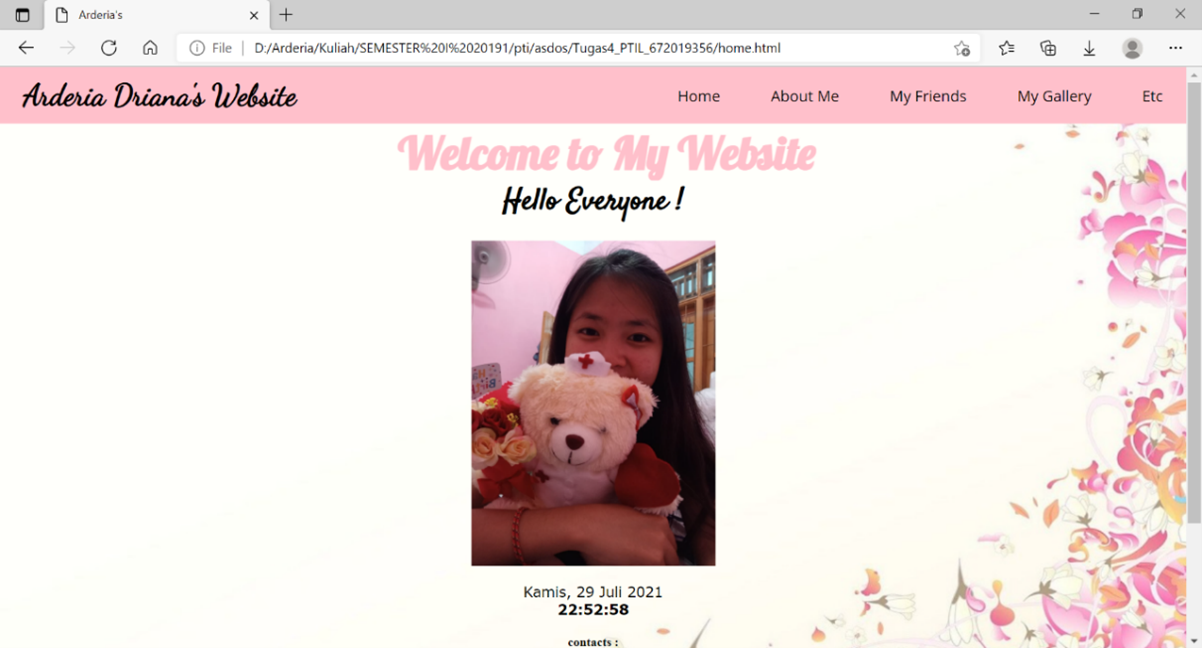 Arderia's
File
D:/Arderia/Kuliah/SEMESTER%20I%2020191/pti/asdos/Tugas4_PTIL_672019356/home.html
Arderia Driana's Website
Home
About Me
My Friends
My Gallery
Etc
Welcome to My Website
Hello Everyone !
Kamis, 29 Juli 2021
22:52:58
contacts :